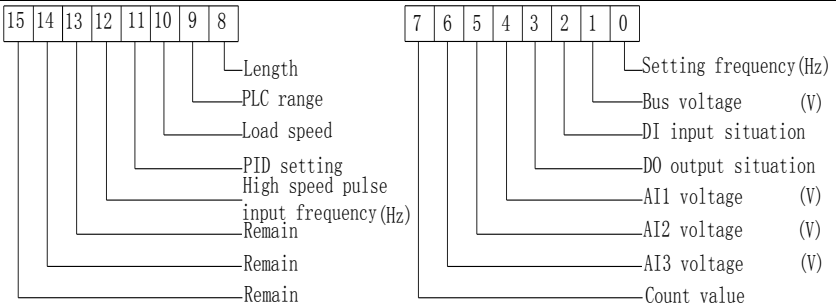 15 14 13 12 11 10 9 8
Length
PLC range
Load speed
PID setting
High speed pulse
input frequency(Hz)
Remain
Remain
Remain
7 6 5 4 3 2 1 0
Setting frequency(Hz)
Bus voltage (V)
DI input situation
DO output situation
AI1 voltage (V)
AI2 voltage (V)
AI3 voltage (V)
Count value